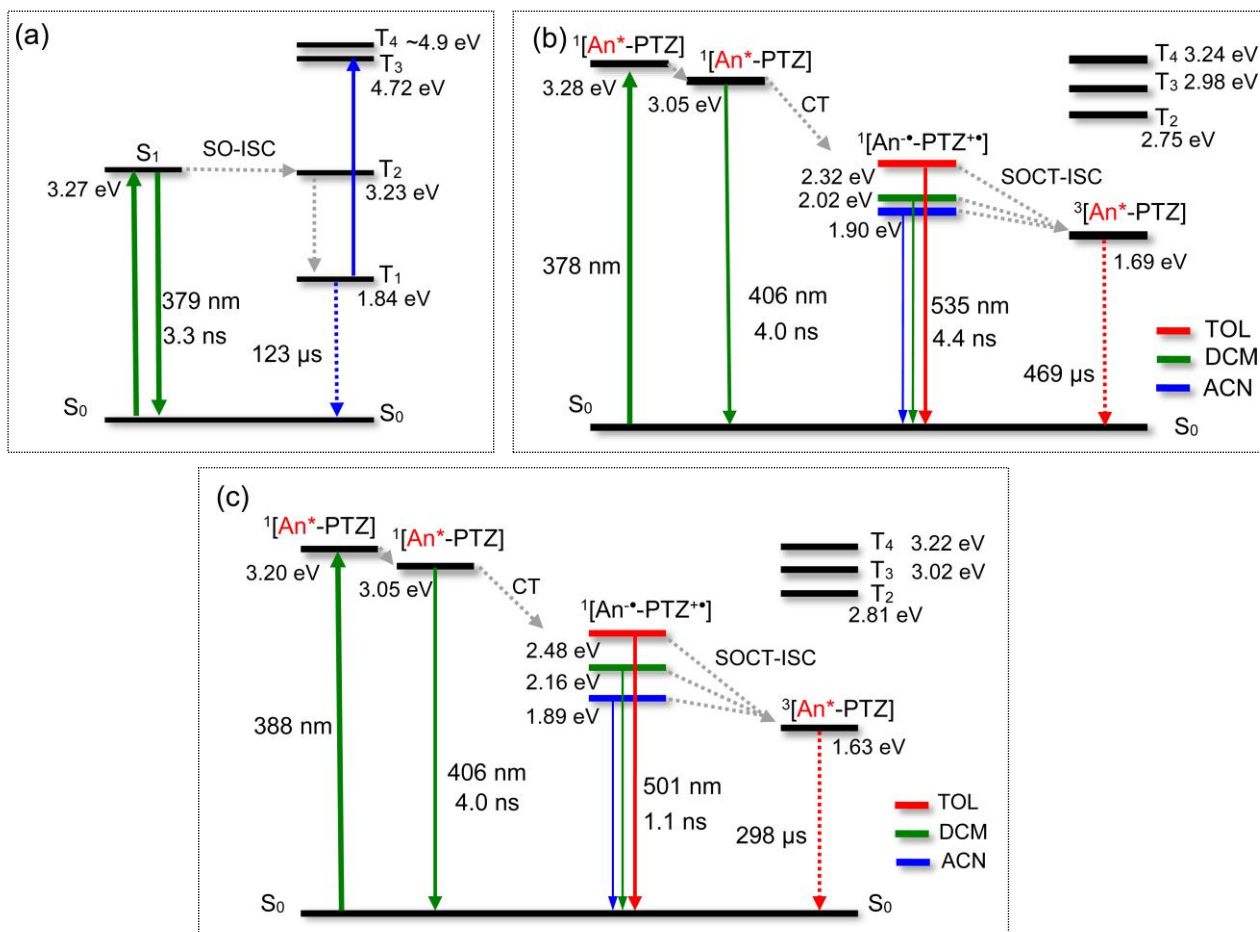 (a)
T₄ ~4.9 eV
T₃
4.72 eV
S₁
SO-ISC
T₂
3.27 eV
3.23 eV
T₁
1.84 eV
379 nm
3.3 ns
123 µs
S₀
S₀
(b)
¹[An*-PTZ]
¹[An*-PTZ]
3.28 eV
3.05 eV
CT
T₄ 3.24 eV
T₃ 2.98 eV
T₂
2.75 eV
¹[An⁻•-PTZ⁺•]
2.32 eV
2.02 eV
1.90 eV
SOCT-ISC
³[An*-PTZ]
1.69 eV
378 nm
406 nm
4.0 ns
535 nm
4.4 ns
469 µs
TOL
DCM
ACN
S₀
S₀
(c)
¹[An*-PTZ]
¹[An*-PTZ]
3.20 eV
3.05 eV
CT
T₄ 3.22 eV
T₃ 3.02 eV
T₂
2.81 eV
¹[An⁻•-PTZ⁺•]
2.48 eV
2.16 eV
1.89 eV
SOCT-ISC
³[An*-PTZ]
1.63 eV
388 nm
406 nm
4.0 ns
501 nm
1.1 ns
298 µs
TOL
DCM
ACN
S₀
S₀